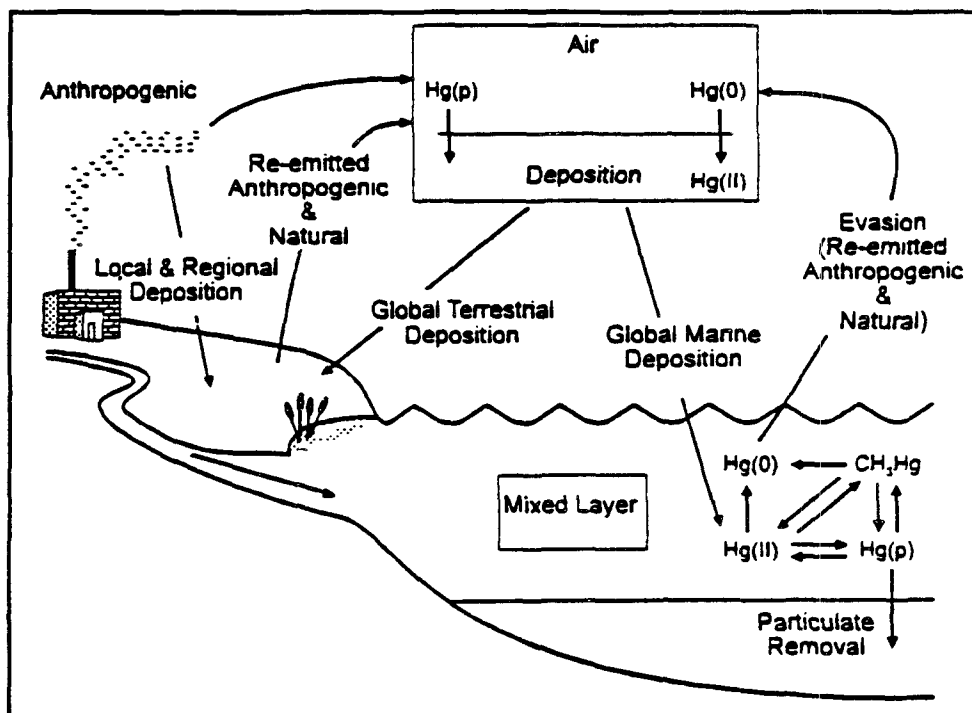 Air
Anthropogenic
Hg(p)
Hg(0)
Re-emitted
Anthropogenic
&
Natural
Deposition
Hg(II)
Local & Regional
Deposition
Evasion
(Re-emitted
Anthropogenic
&
Natural)
Global Terrestrial
Deposition
Global Marine
Deposition
Mixed Layer
Hg(0)
CH3Hg
Hg(II)
Hg(p)
Particulate
Removal